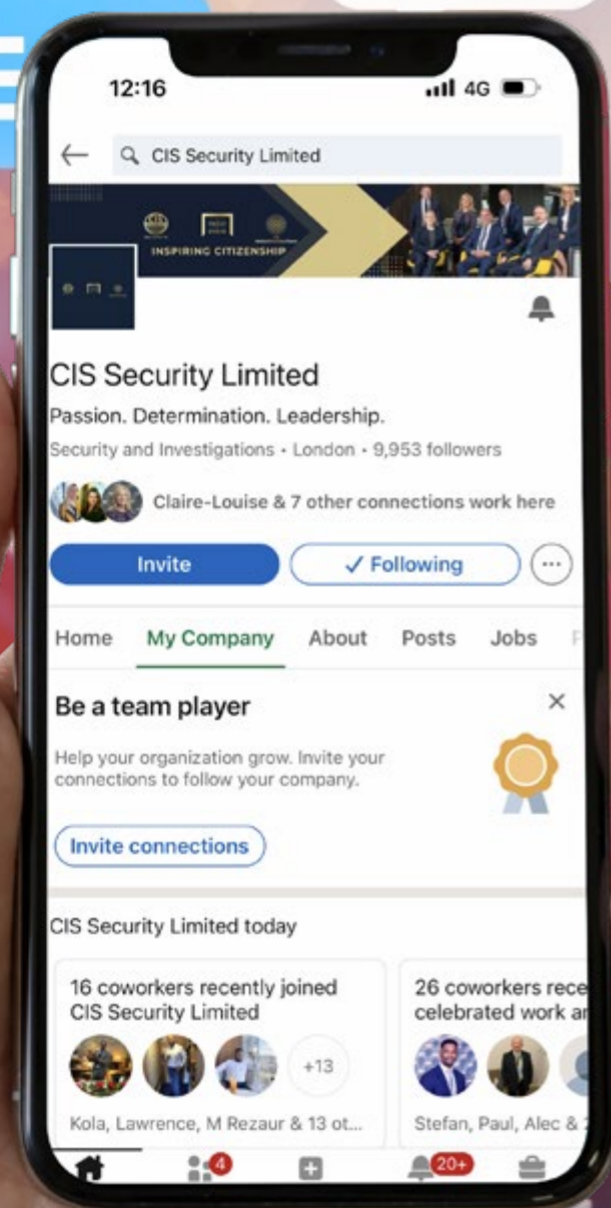 12:16
4G
CIS Security Limited
INSPIRING CITIZENSHIP
CIS Security Limited
Passion. Determination. Leadership.
Security and Investigations • London • 9,953 followers
Claire-Louise & 7 other connections work here
Invite
✓ Following
Home My Company About Posts Jobs
Be a team player
Help your organization grow. Invite your
connections to follow your company.
Invite connections
CIS Security Limited today
16 coworkers recently joined
CIS Security Limited
+13
Kola, Lawrence, M Rezaur & 13 ot...
26 coworkers rece
celebrated work an
Stefan, Paul, Alec &
4
20+